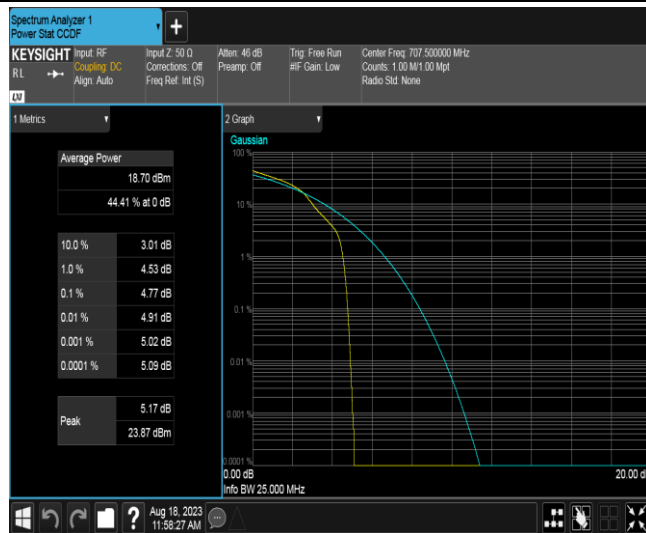 Spectrum Analyzer 1
Power Stat CCDF
+
KEYSIGHT
RL
Input: RF
Coupling: DC
Align: Auto
Input Z: 50 Ω
Corrections: Off
Freq Ref: Int (S)
Atten: 46 dB
Preamp: Off
Trig: Free Run
#IF Gain: Low
Center Freq: 707.500000 MHz
Counts: 1.00 M/1.00 Mpt
Radio Std: None
1 Metrics
Average Power
18.70 dBm
44.41 % at 0 dB
10.0 % 3.01 dB
1.0 % 4.53 dB
0.1 % 4.77 dB
0.01 % 4.91 dB
0.001 % 5.02 dB
0.0001 % 5.09 dB
Peak
5.17 dB
23.87 dBm
2 Graph
Gaussian
100 %
10 %
1 %
0.1 %
0.01 %
0.001 %
0.0001 %
0.00 dB
20.00 d
Info BW 25.000 MHz
?
Aug 18, 2023
11:58:27 AM